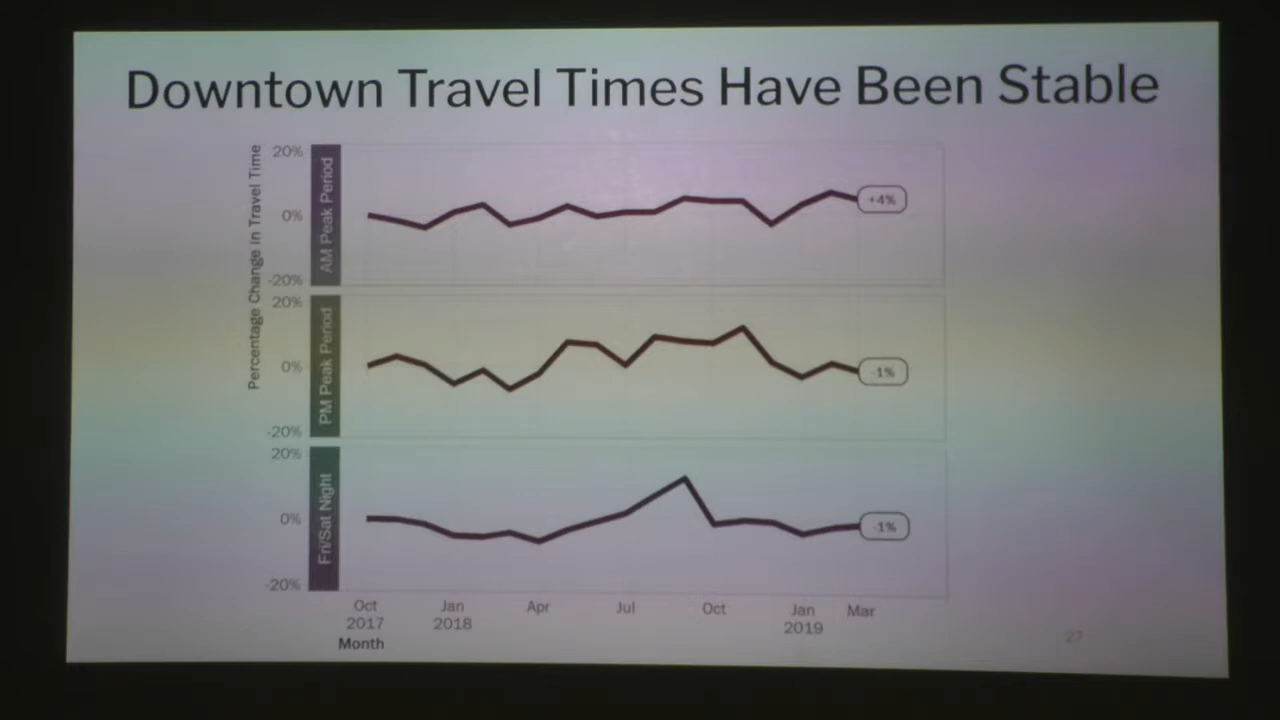 Downtown Travel Times Have Been Stable
Percentage Change in Travel Time
20%
0%
-20%
AM Peak Period
+4%
20%
0%
-20%
PM Peak Period
-1%
20%
0%
-20%
Fri/Sat Night
-1%
Oct Jan Apr Jul Oct Jan Mar
2017 2018 2019
Month
27